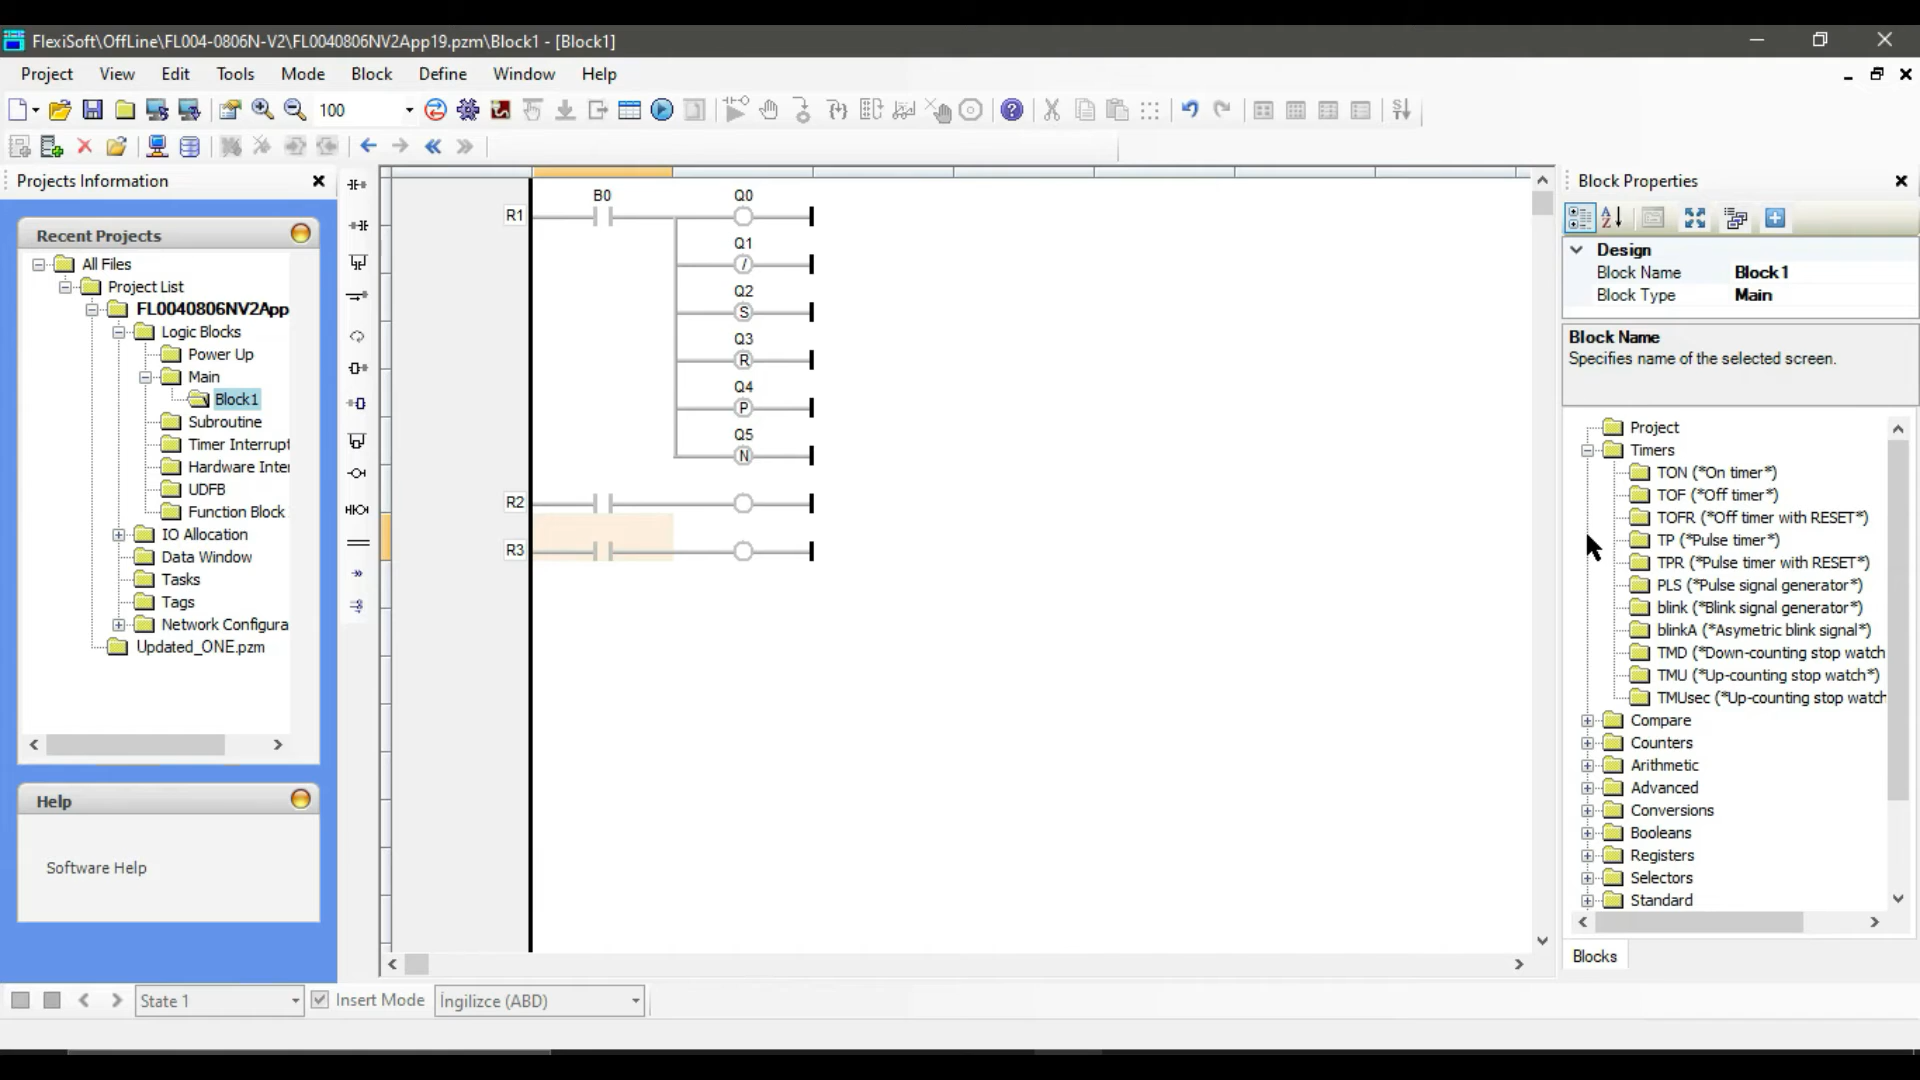 FlexiSoft\OffLine\FL004-0806N-V2\FL0040806NV2App19.pzm\Block1 - [Block1]
Project View Edit Tools Mode Block Define Window Help
100
Projects Information
Recent Projects
All Files
Project List
FL0040806NV2App
Logic Blocks
Power Up
Main
Block1
Subroutine
Timer Interrupt
Hardware Inte
UDFB
Function Block
IO Allocation
Data Window
Tasks
Tags
Network Configura
Updated_ONE.pzm
Help
Software Help
B0 Q0
R1
Q1
/
Q2
S
Q3
R
Q4
P
Q5
N
R2
R3
Block Properties
Design
Block Name Block1
Block Type Main
Block Name
Specifies name of the selected screen.
Project
Timers
TON (*On timer*)
TOF (*Off timer*)
TOFR (*Off timer with RESET*)
TP (*Pulse timer*)
TPR (*Pulse timer with RESET*)
PLS (*Pulse signal generator*)
blink (*Blink signal generator*)
blinkA (*Asymetric blink signal*)
TMD (*Down-counting stop watch
TMU (*Up-counting stop watch*)
TMUsec (*Up-counting stop watch
Compare
Counters
Arithmetic
Advanced
Conversions
Booleans
Registers
Selectors
Standard
Blocks
State 1 Insert Mode İngilizce (ABD)